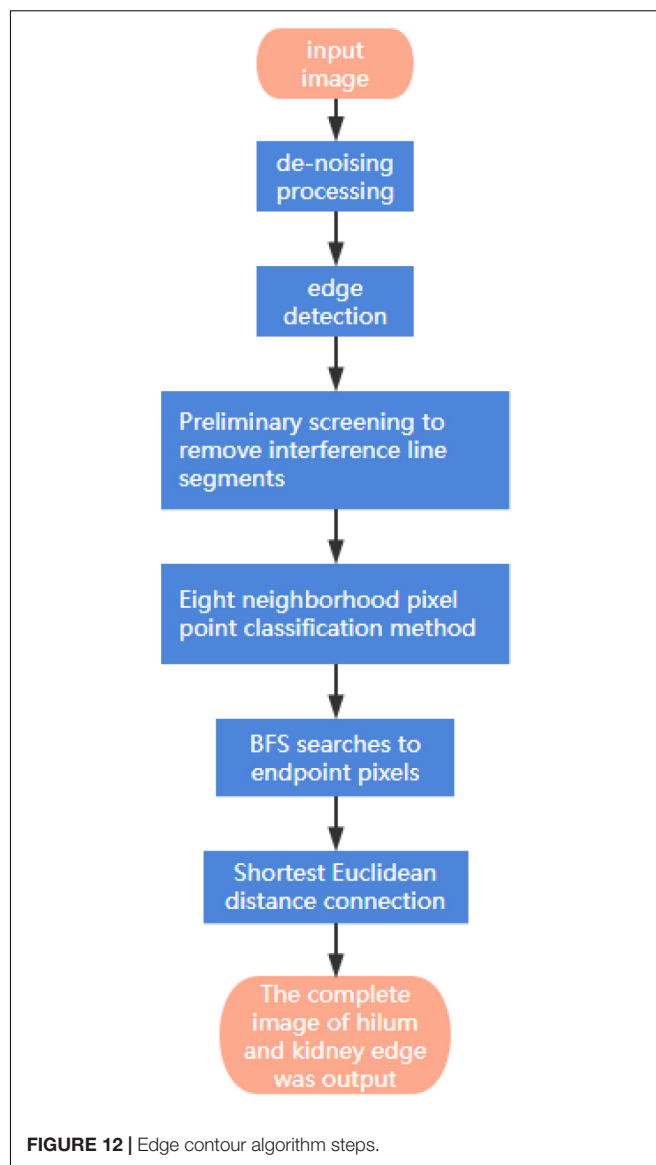 input
image
de-noising
processing
edge
detection
Preliminary screening to
remove interference line
segments
Eight neighborhood pixel
point classification method
BFS searches to
endpoint pixels
Shortest Euclidean
distance connection
The complete
image of hilum
and kidney edge
was output
FIGURE 12 | Edge contour algorithm steps.